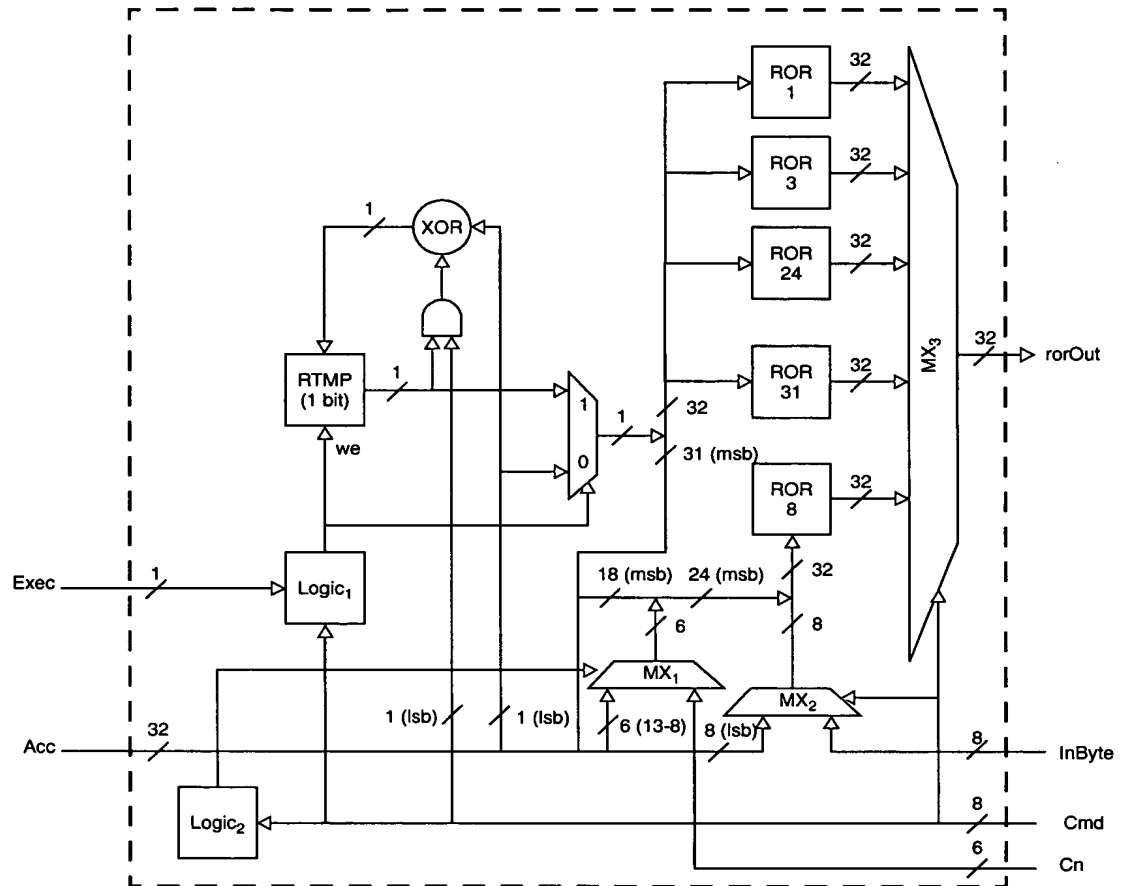 ROR
1
32
ROR
3
32
1
XOR
ROR
24
32
MX3
32
rorOut
RTMP
(1 bit)
1
we
1
0
1
ROR
31
32
32
31 (msb)
ROR
8
32
Exec
1
Logic1
18 (msb)
24 (msb)
32
6
8
MX1
MX2
1 (lsb)
1 (lsb)
6 (13-8)
8 (lsb)
Acc
32
8
InByte
Logic2
8
Cmd
6
Cn